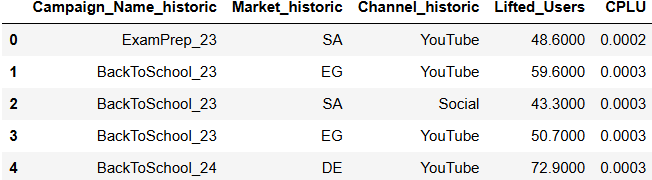 Campaign_Name_historic Market_historic Channel_historic Lifted_Users CPLU
0 ExamPrep_23 SA YouTube 48.6000 0.0002
1 BackToSchool_23 EG YouTube 59.6000 0.0003
2 BackToSchool_23 SA Social 43.3000 0.0003
3 BackToSchool_23 EG YouTube 50.7000 0.0003
4 BackToSchool_24 DE YouTube 72.9000 0.0003